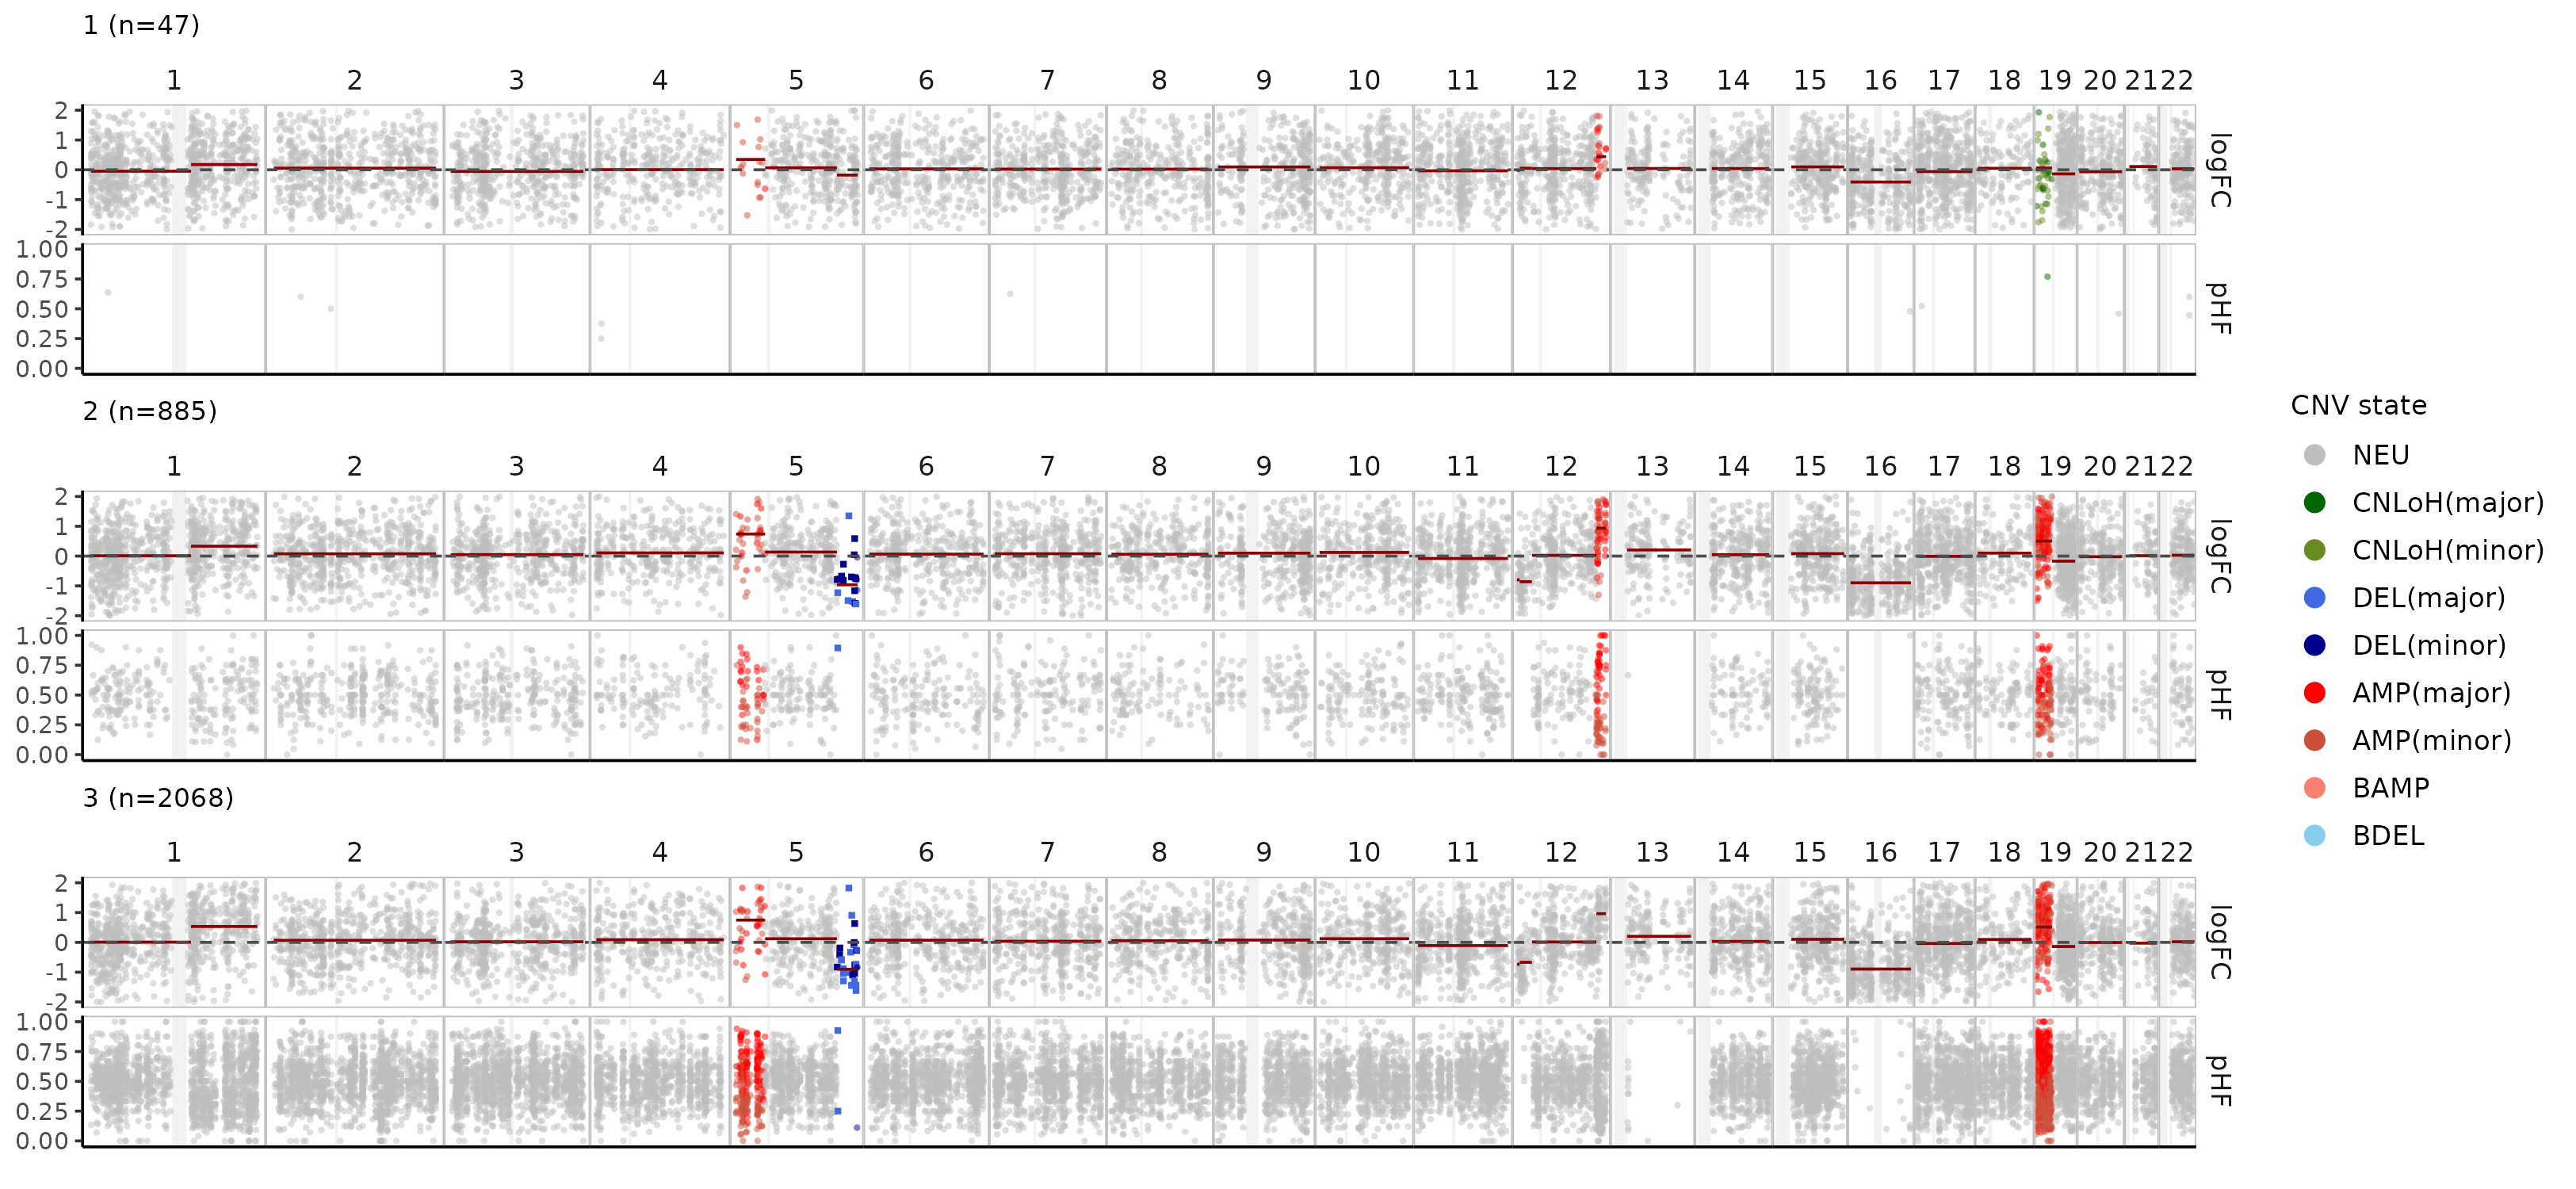 1 (n=47)
1 2 3 4 5 6 7 8 9 10 11 12 13 14 15 16 17 18 19 20 21 22
2
1
0
-1
-2
logFC
1.00
0.75
0.50
0.25
0.00
pHF
2 (n=885)
1 2 3 4 5 6 7 8 9 10 11 12 13 14 15 16 17 18 19 20 21 22
2
1
0
-1
-2
logFC
1.00
0.75
0.50
0.25
0.00
pHF
3 (n=2068)
1 2 3 4 5 6 7 8 9 10 11 12 13 14 15 16 17 18 19 20 21 22
2
1
0
-1
-2
logFC
1.00
0.75
0.50
0.25
0.00
pHF
CNV state
NEU
CNLoH(major)
CNLoH(minor)
DEL(major)
DEL(minor)
AMP(major)
AMP(minor)
BAMP
BDEL